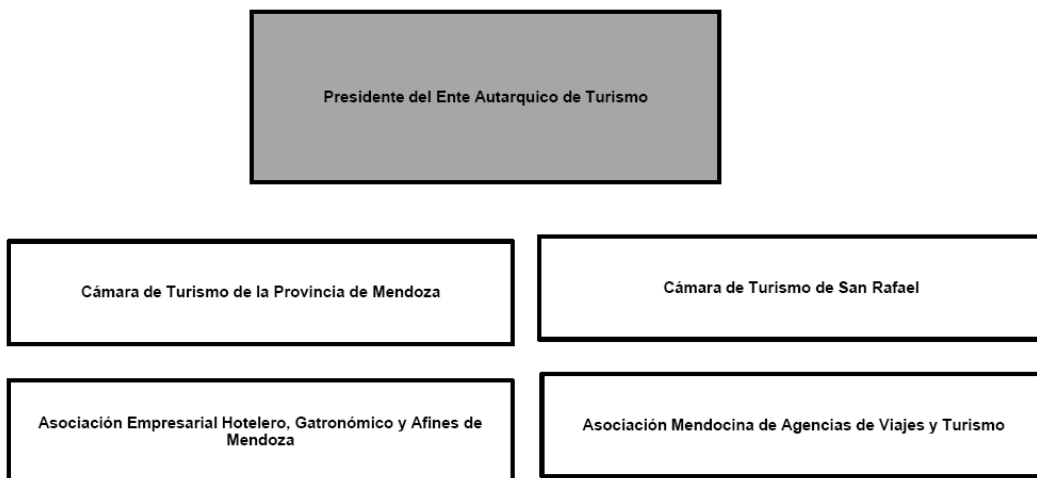 Presidente del Ente Autarquico de Turismo
Cámara de Turismo de la Provincia de Mendoza
Cámara de Turismo de San Rafael
Asociación Empresarial Hotelero, Gatronómico y Afines de
Mendoza
Asociación Mendocina de Agencias de Viajes y Turismo